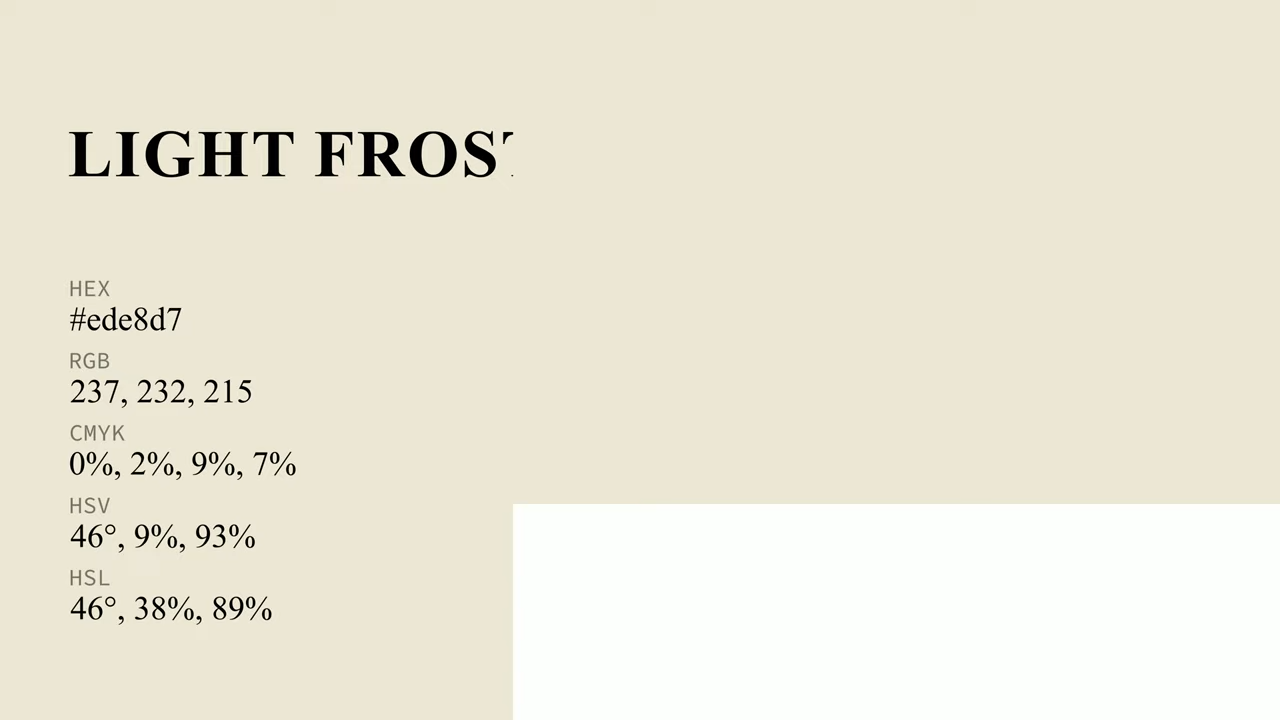 LIGHT FROST
HEX
#ede8d7
RGB
237, 232, 215
CMYK
0%, 2%, 9%, 7%
HSV
46°, 9%, 93%
HSL
46°, 38%, 89%